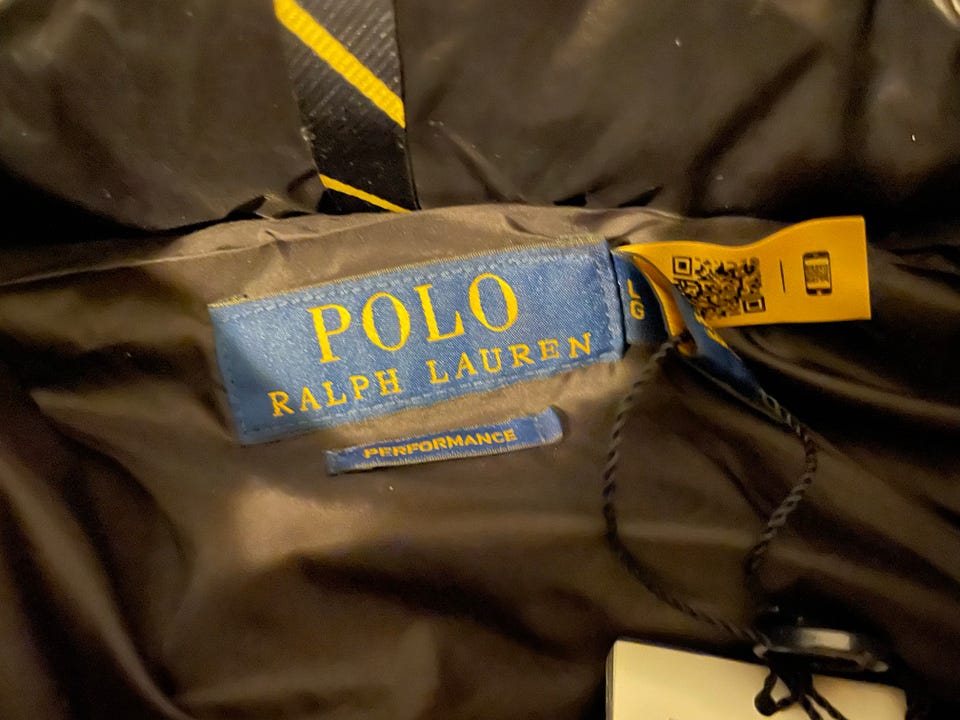 POLO
RALPH LAUREN
PERFORMANCE
LG